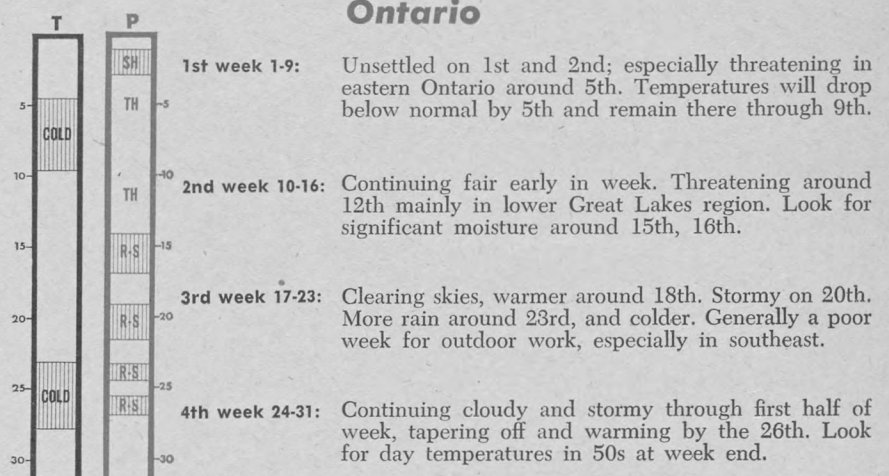 Ontario
T
P
SH
TH
TH
R-S
R-S
R-S
R-S
COLD
COLD
5
10
15
20
25
30
5
10
15
20
25
30
1st week 1-9: Unsettled on 1st and 2nd; especially threatening in
eastern Ontario around 5th. Temperatures will drop
below normal by 5th and remain there through 9th.
2nd week 10-16: Continuing fair early in week. Threatening around
12th mainly in lower Great Lakes region. Look for
significant moisture around 15th, 16th.
3rd week 17-23: Clearing skies, warmer around 18th. Stormy on 20th.
More rain around 23rd, and colder. Generally a poor
week for outdoor work, especially in southeast.
4th week 24-31: Continuing cloudy and stormy through first half of
week, tapering off and warming by the 26th. Look
for day temperatures in 50s at week end.